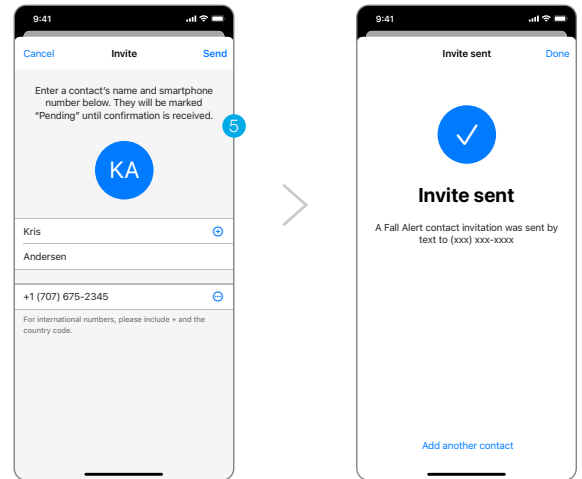 9:41
Cancel Invite Send
Enter a contact's name and smartphone
number below. They will be marked
"Pending" until confirmation is received.
5
KA
Kris
Andersen
+1 (707) 675-2345
For international numbers, please include + and the
country code.
9:41
Invite sent Done
Invite sent
A Fall Alert contact invitation was sent by
text to (xxx) xxx-xxxx
Add another contact